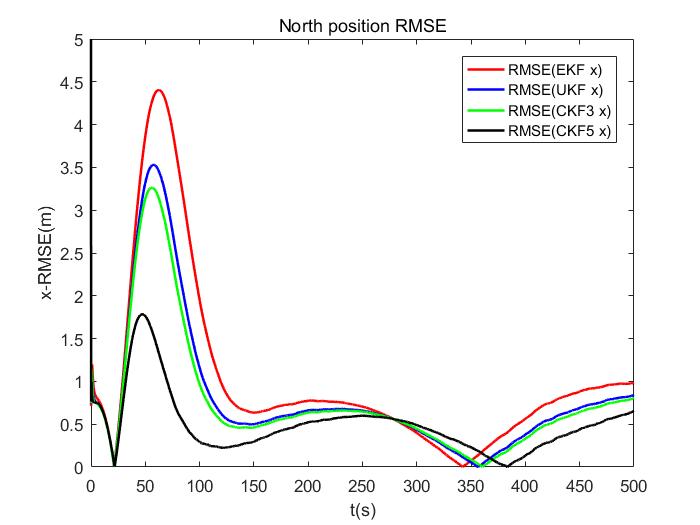 North position RMSE
5
4.5
4
3.5
3
2.5
2
1.5
1
0.5
0
x-RMSE(m)
RMSE(EKF x)
RMSE(UKF x)
RMSE(CKF3 x)
RMSE(CKF5 x)
0 50 100 150 200 250 300 350 400 450 500
t(s)